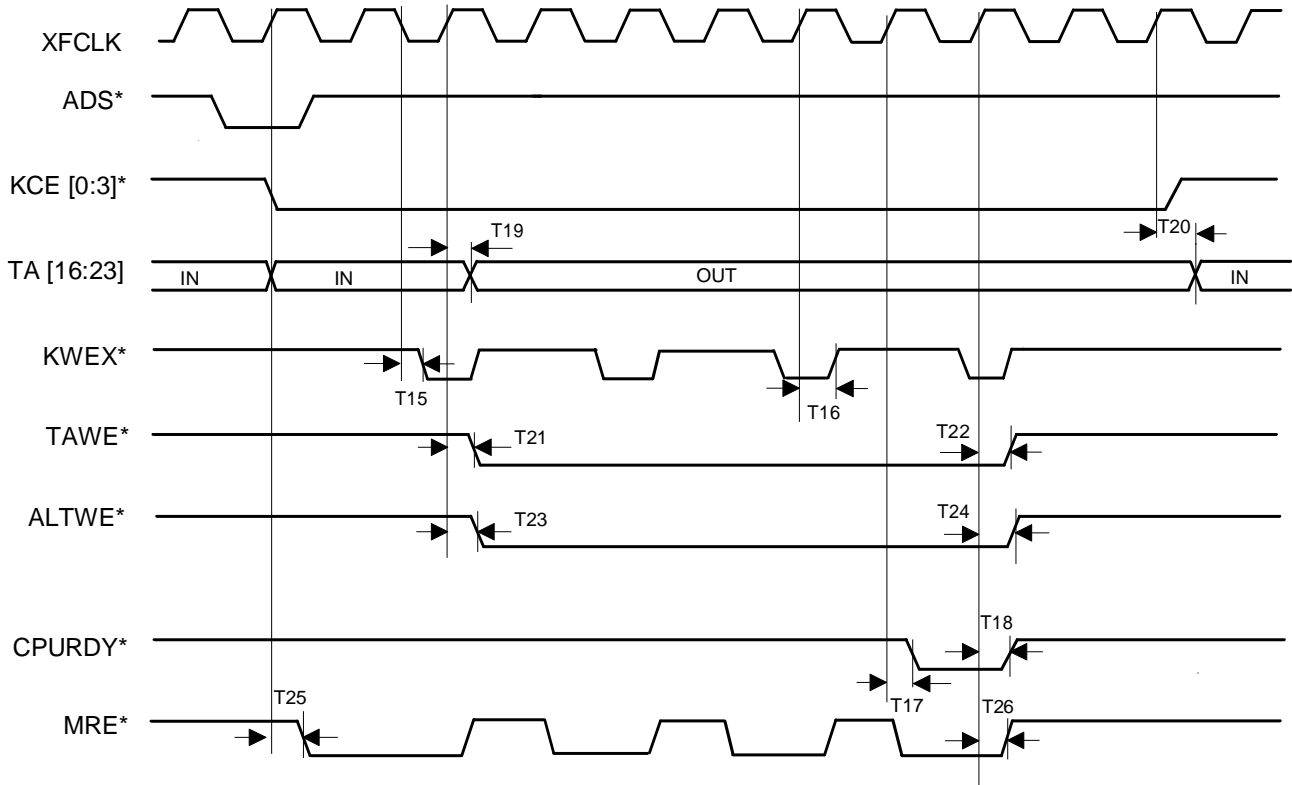 XFCLK
ADS*
KCE [0:3]*
T19
T20
TA [16:23]
IN
IN
OUT
IN
KWEX*
T15
T16
TAWE*
T21
T22
ALTWE*
T23
T24
CPURDY*
T18
T25
T17
T26
MRE*